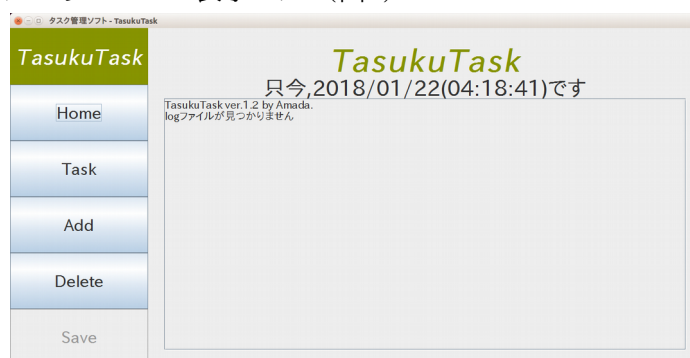 タスク管理ソフト - TasukuTask
TasukuTask
Home
Task
Add
Delete
Save
TasukuTask
只今,2018/01/22(04:18:41)です
TasukuTask ver.1.2 by Amada.
logファイルが見つかりません